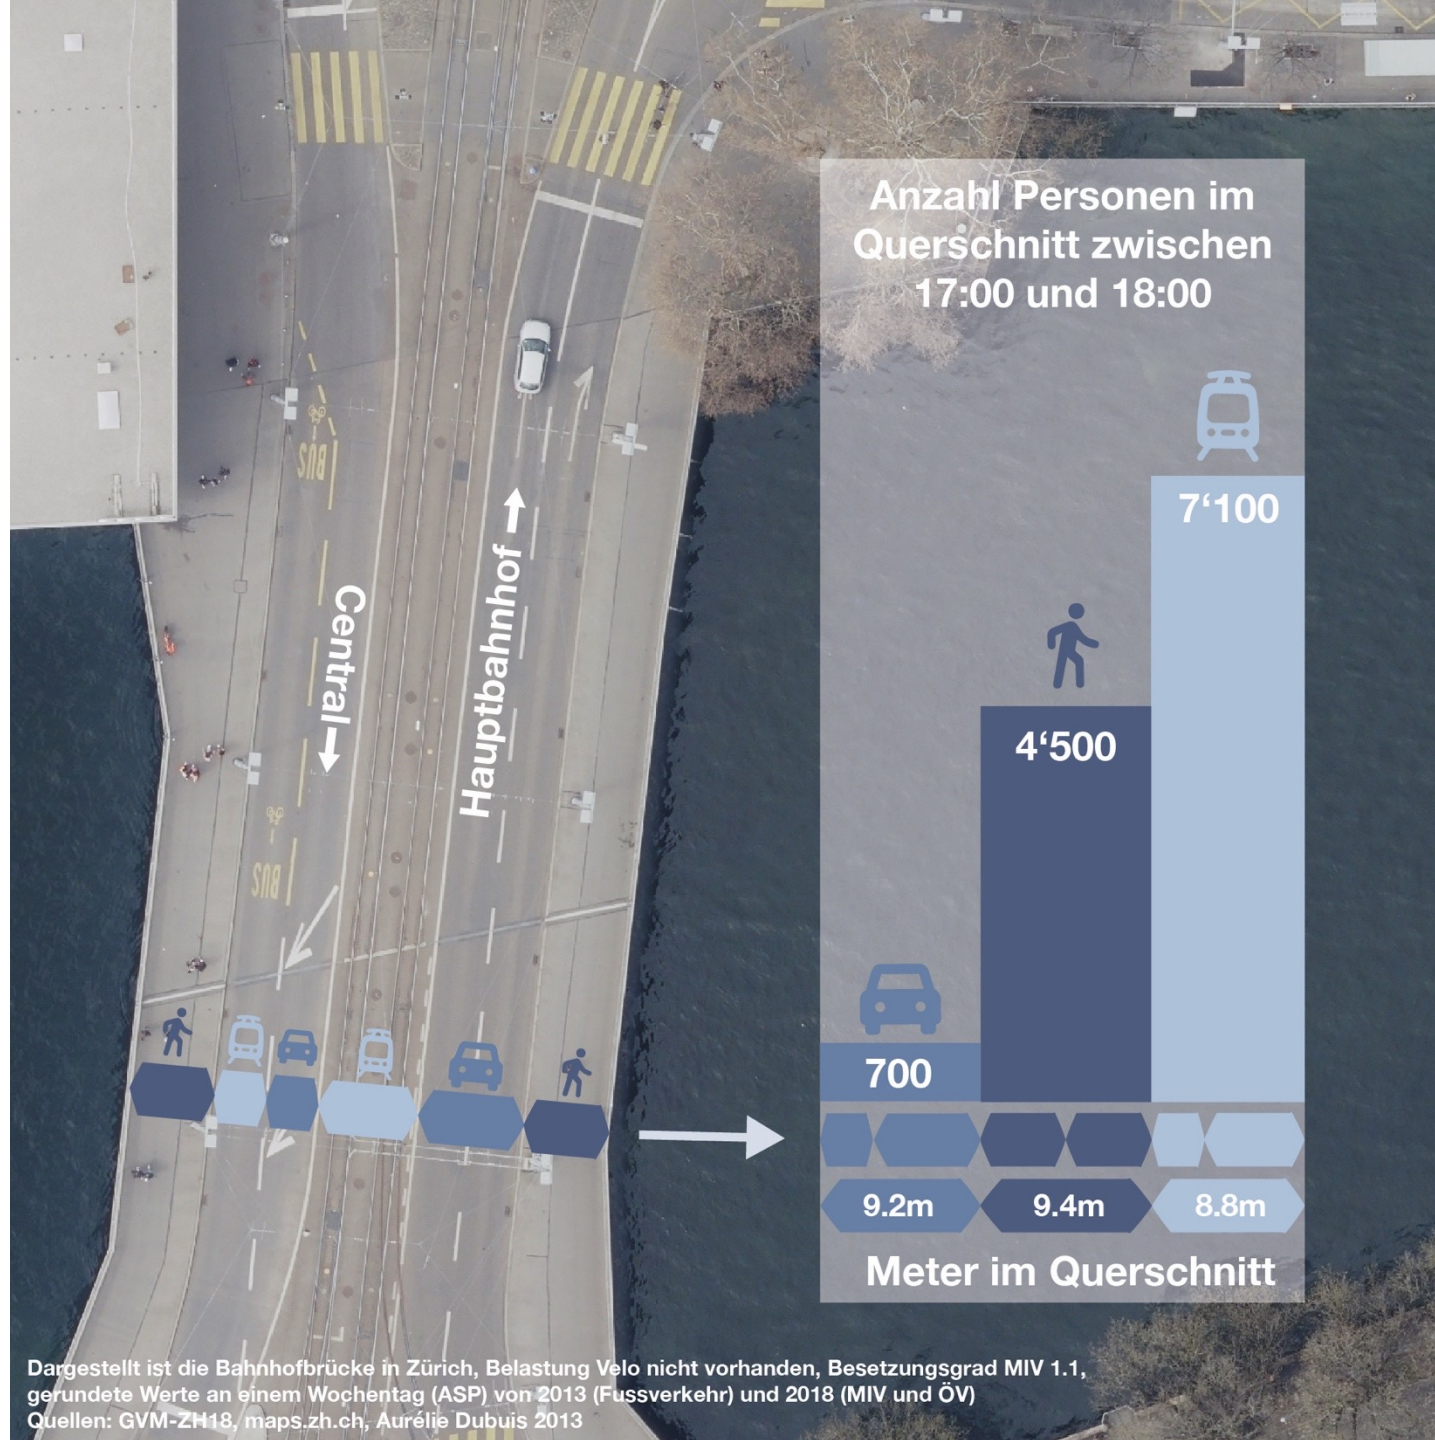 Anzahl Personen im
Querschnitt zwischen
17:00 und 18:00
7‘100
4‘500
700
9.2m
9.4m
8.8m
Meter im Querschnitt
BUS
Central
Hauptbahnhof
BUS
Dargestellt ist die Bahnhofbrücke in Zürich, Belastung Velo nicht vorhanden, Besetzungsgrad MIV 1.1,
gerundete Werte an einem Wochentag (ASP) von 2013 (Fussverkehr) und 2018 (MIV und ÖV)
Quellen: GVM-ZH18, maps.zh.ch, Aurélie Dubuis 2013